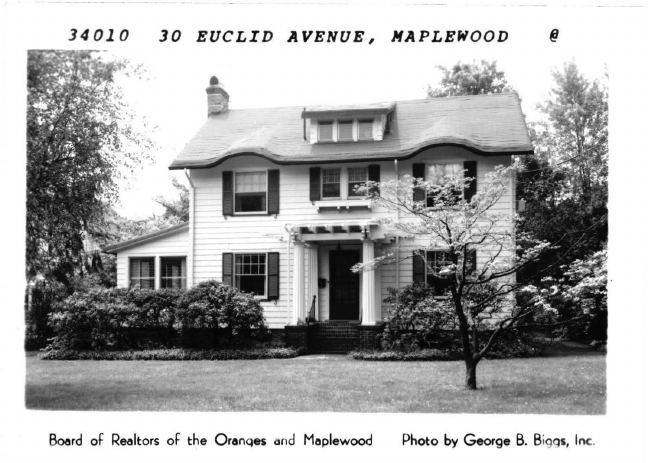 34010 30 EUCLID AVENUE, MAPLEWOOD @
Board of Realtors of the Oranges and Maplewood Photo by George B. Biggs, Inc.